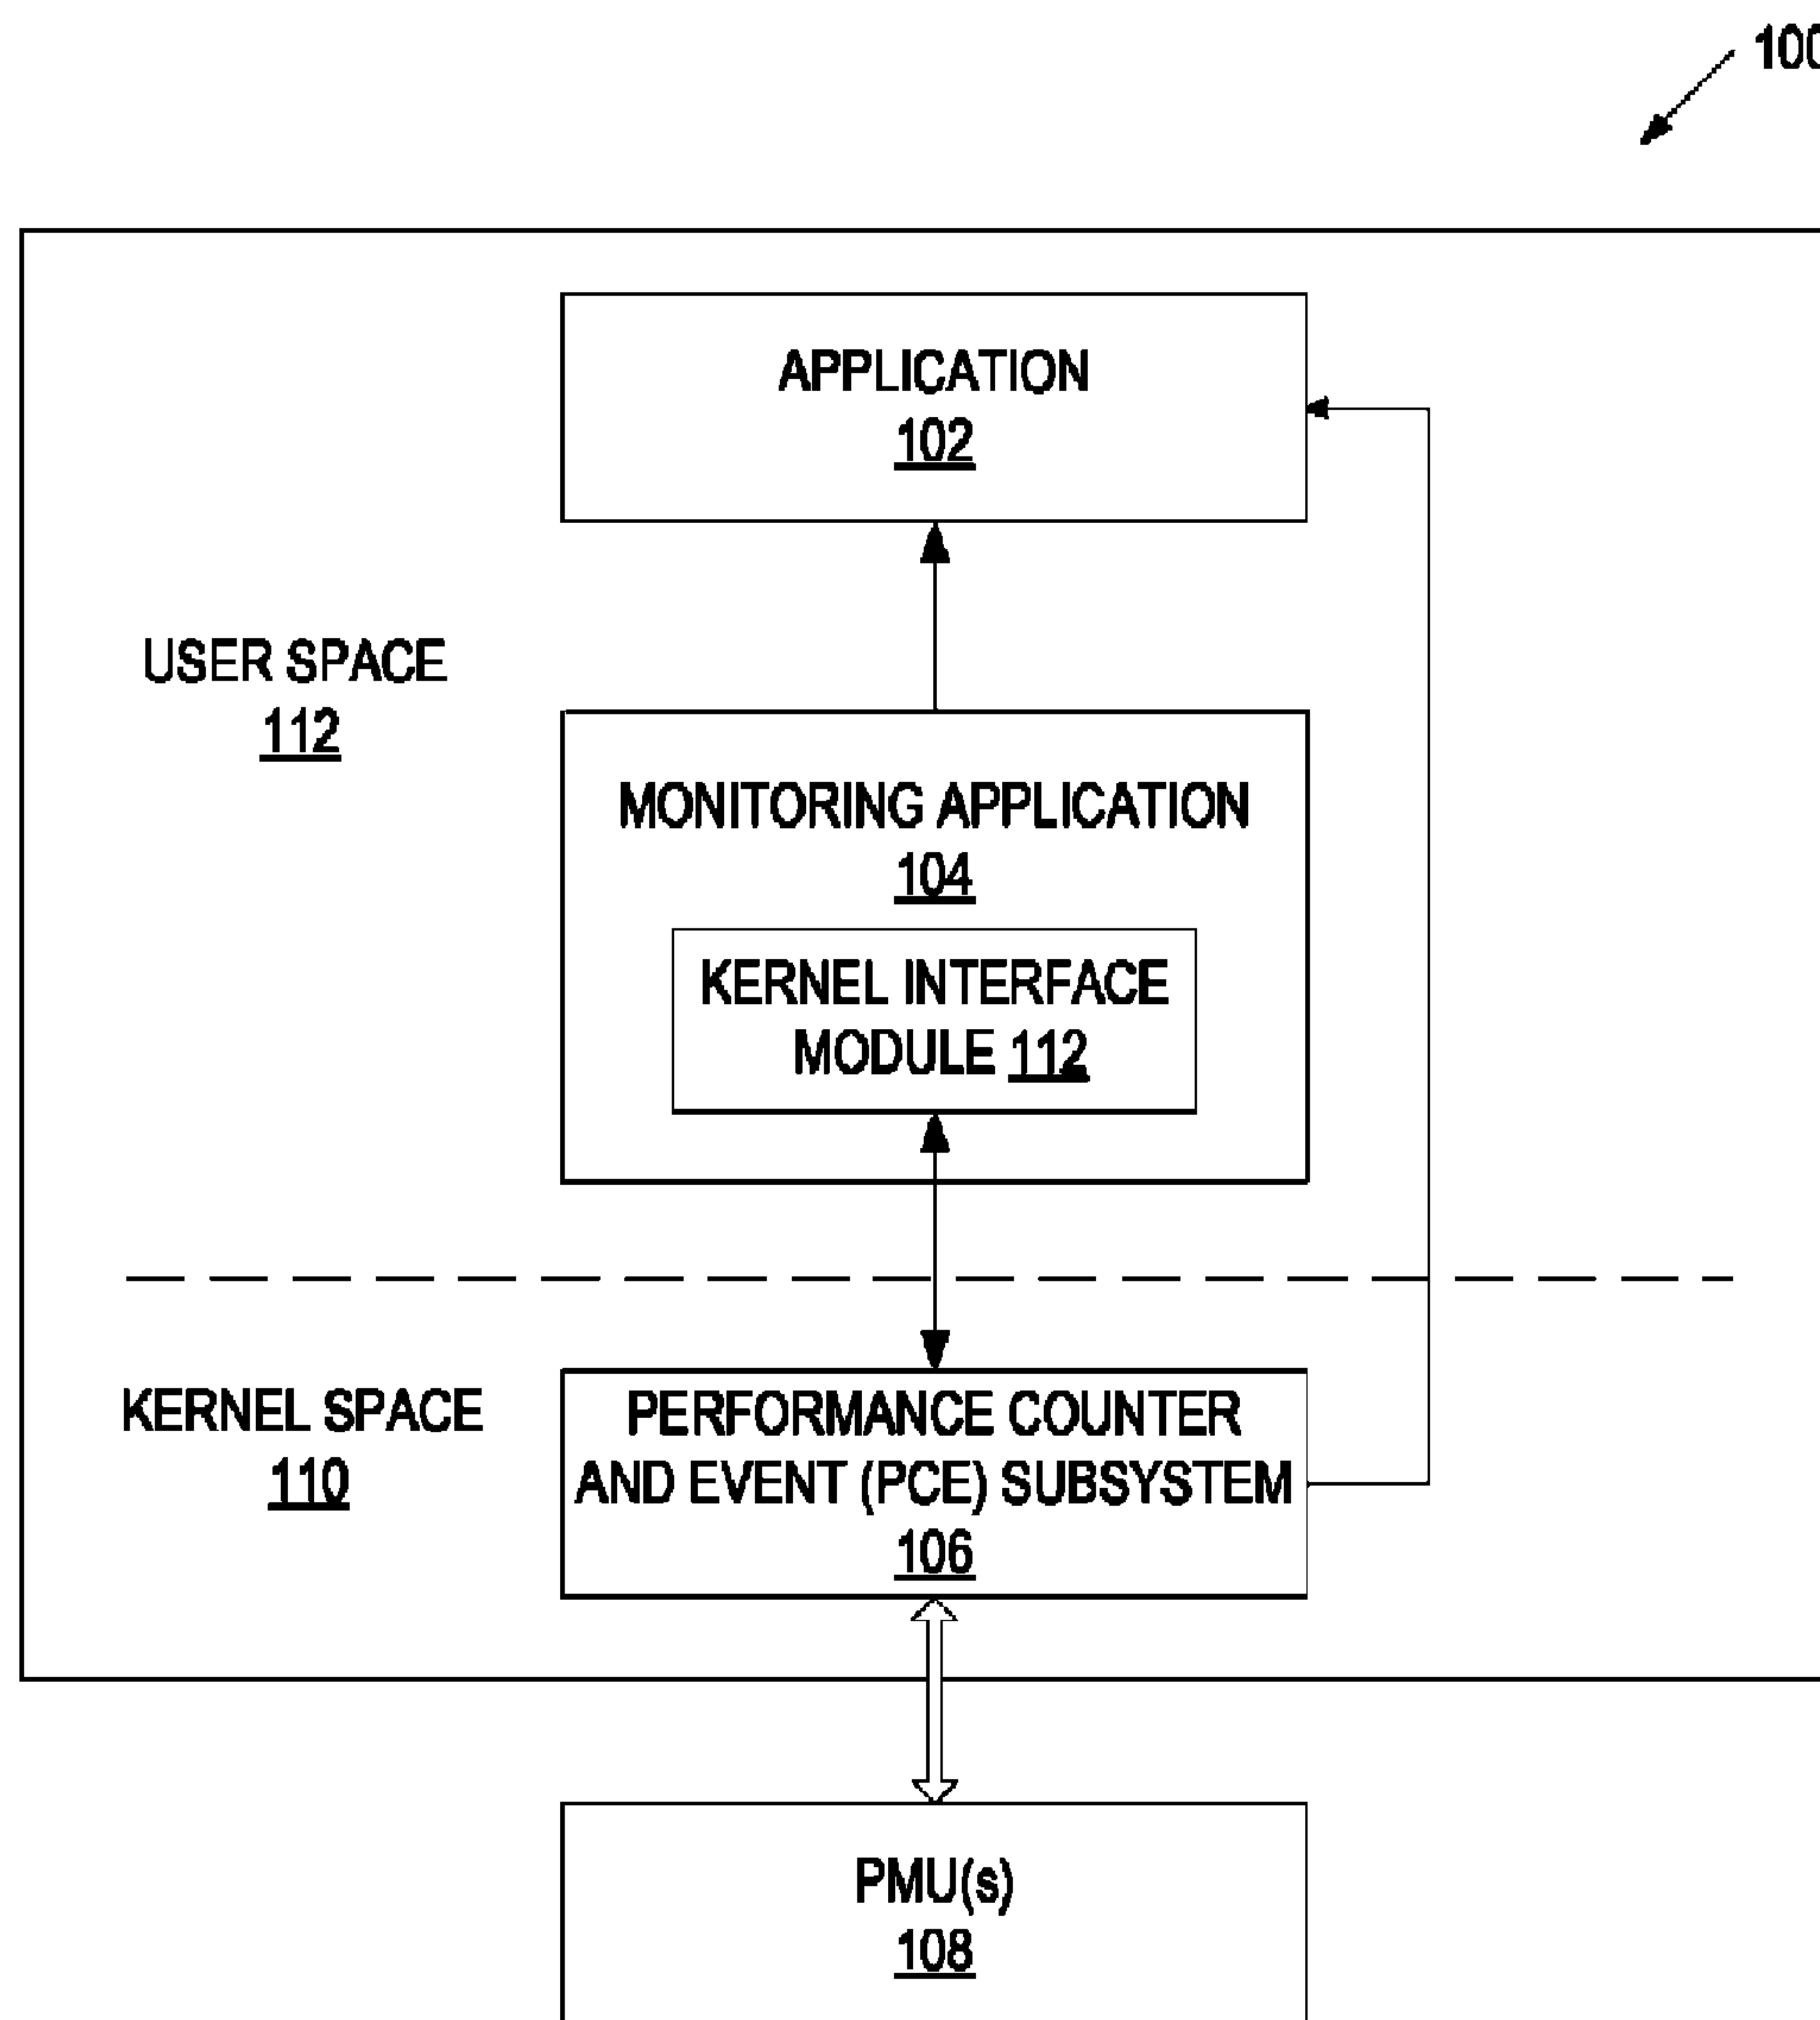 100
APPLICATION
102
USER SPACE
112
MONITORING APPLICATION
104
KERNEL INTERFACE
MODULE 112
KERNEL SPACE
110
PERFORMANCE COUNTER
AND EVENT (PCE) SUBSYSTEM
106
PMU(s)
108